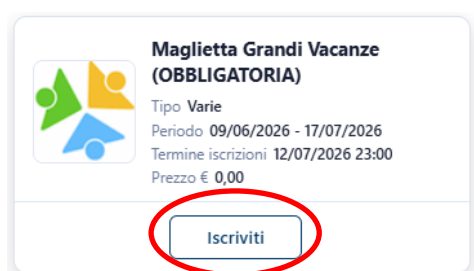 Maglietta Grandi Vacanze
(OBBLIGATORIA)
Tipo Varie
Periodo 09/06/2026 - 17/07/2026
Termine iscrizioni 12/07/2026 23:00
Prezzo € 0,00
Iscriviti